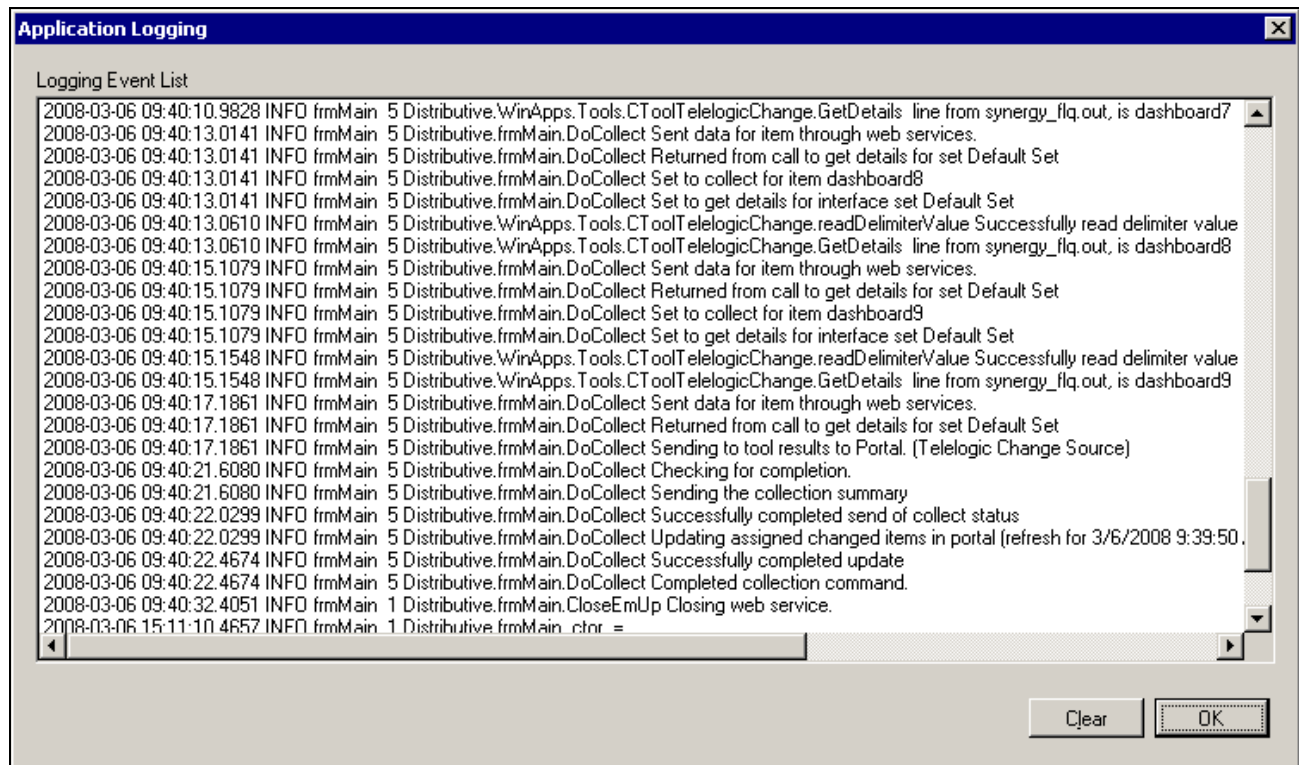 Application Logging
Logging Event List
2008-03-06 09:40:10.9828 INFO frmMain 5 Distributive.WinApps.Tools.CToolTelelogicChange.GetDetails line from synergy_flq.out, is dashboard7
2008-03-06 09:40:13.0141 INFO frmMain 5 Distributive.frmMain.DoCollect Sent data for item through web services.
2008-03-06 09:40:13.0141 INFO frmMain 5 Distributive.frmMain.DoCollect Returned from call to get details for set Default Set
2008-03-06 09:40:13.0141 INFO frmMain 5 Distributive.frmMain.DoCollect Set to collect for item dashboard8
2008-03-06 09:40:13.0141 INFO frmMain 5 Distributive.frmMain.DoCollect Set to get details for interface set Default Set
2008-03-06 09:40:13.0610 INFO frmMain 5 Distributive.WinApps.Tools.CToolTelelogicChange.readDelimiterValue Successfully read delimiter value
2008-03-06 09:40:13.0610 INFO frmMain 5 Distributive.WinApps.Tools.CToolTelelogicChange.GetDetails line from synergy_flq.out, is dashboard8
2008-03-06 09:40:15.1079 INFO frmMain 5 Distributive.frmMain.DoCollect Sent data for item through web services.
2008-03-06 09:40:15.1079 INFO frmMain 5 Distributive.frmMain.DoCollect Returned from call to get details for set Default Set
2008-03-06 09:40:15.1079 INFO frmMain 5 Distributive.frmMain.DoCollect Set to collect for item dashboard9
2008-03-06 09:40:15.1079 INFO frmMain 5 Distributive.frmMain.DoCollect Set to get details for interface set Default Set
2008-03-06 09:40:15.1548 INFO frmMain 5 Distributive.WinApps.Tools.CToolTelelogicChange.readDelimiterValue Successfully read delimiter value
2008-03-06 09:40:15.1548 INFO frmMain 5 Distributive.WinApps.Tools.CToolTelelogicChange.GetDetails line from synergy_flq.out, is dashboard9
2008-03-06 09:40:17.1861 INFO frmMain 5 Distributive.frmMain.DoCollect Sent data for item through web services.
2008-03-06 09:40:17.1861 INFO frmMain 5 Distributive.frmMain.DoCollect Returned from call to get details for set Default Set
2008-03-06 09:40:17.1861 INFO frmMain 5 Distributive.frmMain.DoCollect Sending to tool results to Portal. (Telelogic Change Source)
2008-03-06 09:40:21.6080 INFO frmMain 5 Distributive.frmMain.DoCollect Checking for completion.
2008-03-06 09:40:21.6080 INFO frmMain 5 Distributive.frmMain.DoCollect Sending the collection summary
2008-03-06 09:40:22.0299 INFO frmMain 5 Distributive.frmMain.DoCollect Successfully completed send of collect status
2008-03-06 09:40:22.0299 INFO frmMain 5 Distributive.frmMain.DoCollect Updating assigned changed items in portal (refresh for 3/6/2008 9:39:50
2008-03-06 09:40:22.4674 INFO frmMain 5 Distributive.frmMain.DoCollect Successfully completed update
2008-03-06 09:40:22.4674 INFO frmMain 5 Distributive.frmMain.DoCollect Completed collection command.
2008-03-06 09:40:32.4051 INFO frmMain 1 Distributive.frmMain.CloseEmUp Closing web service.
2008-03-06 15:11:10.4657 INFO frmMain 1 Distributive.frmMain..ctor =
Clear
OK